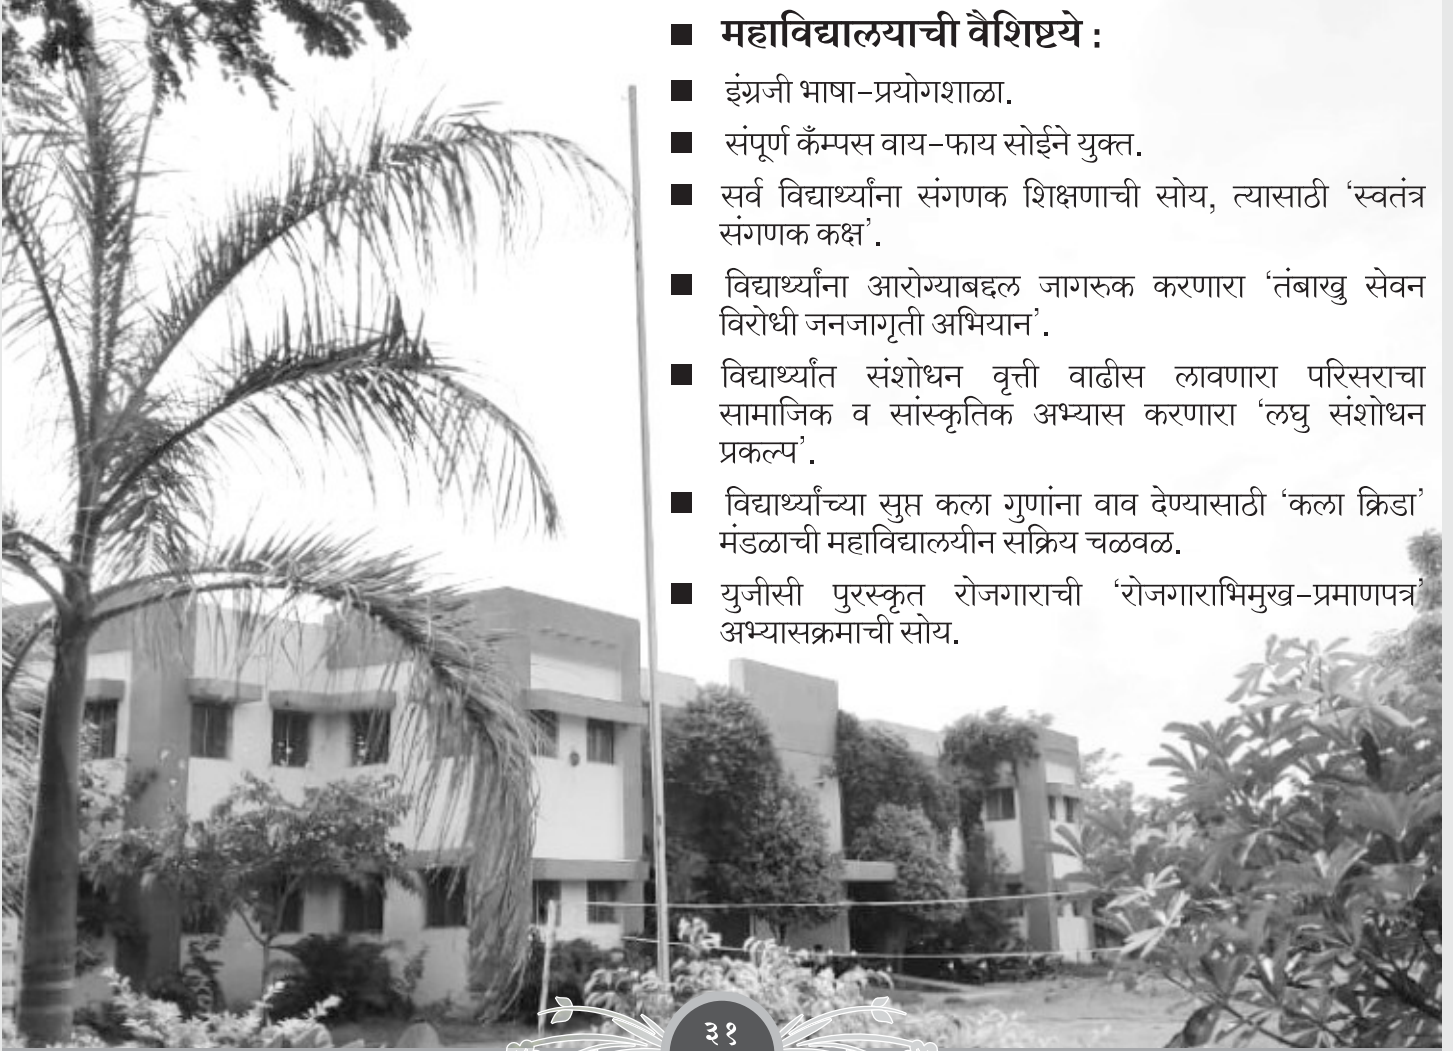 ■ महाविद्यालयाची वैशिष्टये :
■ इंग्रजी भाषा-प्रयोगशाळा.
■ संपूर्ण कँम्पस वाय-फाय सोईने युक्त.
■ सर्व विद्यार्थ्यांना संगणक शिक्षणाची सोय, त्यासाठी ‘स्वतंत्र
संगणक कक्ष’.
■ विद्यार्थ्यांना आरोग्याबद्दल जागरुक करणारा ‘तंबाखु सेवन
विरोधी जनजागृती अभियान’.
■ विद्यार्थ्यांत संशोधन वृत्ती वाढीस लावणारा परिसराचा
सामाजिक व सांस्कृतिक अभ्यास करणारा ‘लघु संशोधन
प्रकल्प’.
■ विद्यार्थ्यांच्या सुप्त कला गुणांना वाव देण्यासाठी ‘कला क्रिडा’
मंडळाची महाविद्यालयीन सक्रिय चळवळ.
■ युजीसी पुरस्कृत रोजगाराची ‘रोजगाराभिमुख-प्रमाणपत्र’
अभ्यासक्रमाची सोय.
३१